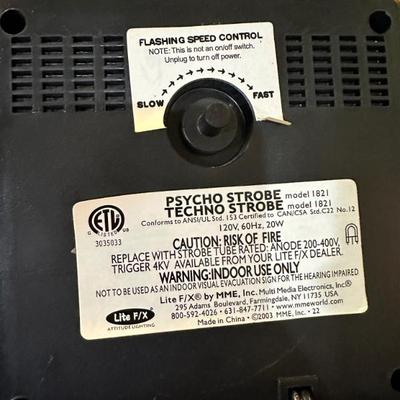 FLASHING SPEED CONTROL
NOTE: This is not an on/off switch.
Unplug to turn off power.
SLOW
FAST
PSYCHO STROBE model 1821
TECHNO STROBE model 1821
Conforms to ANSI/UL Std. 153 Certified to CAN/CSA Std.C22 No.12
120V, 60Hz, 20W
ETL
LISTED
3035033
CAUTION: RISK OF FIRE
REPLACE WITH STROBE TUBE RATED: ANODE 200-400V,
TRIGGER 4KV AVAILABLE FROM YOUR LITE F/X DEALER.
WARNING: INDOOR USE ONLY
NOT TO BE USED AS AN INDOOR VISUAL EVACUATION SIGN FOR THE HEARING IMPAIRED
Lite F/X® by MME, Inc. Multi Media Electronics, Inc®
295 Adams Boulevard, Farmingdale, NY 11735 USA
800-592-4026 • 631-847-7711 www.mmeworld.com
Made in China • ©2003 MME, Inc. • 22
Lite F/X
ATTITUDE LIGHTING